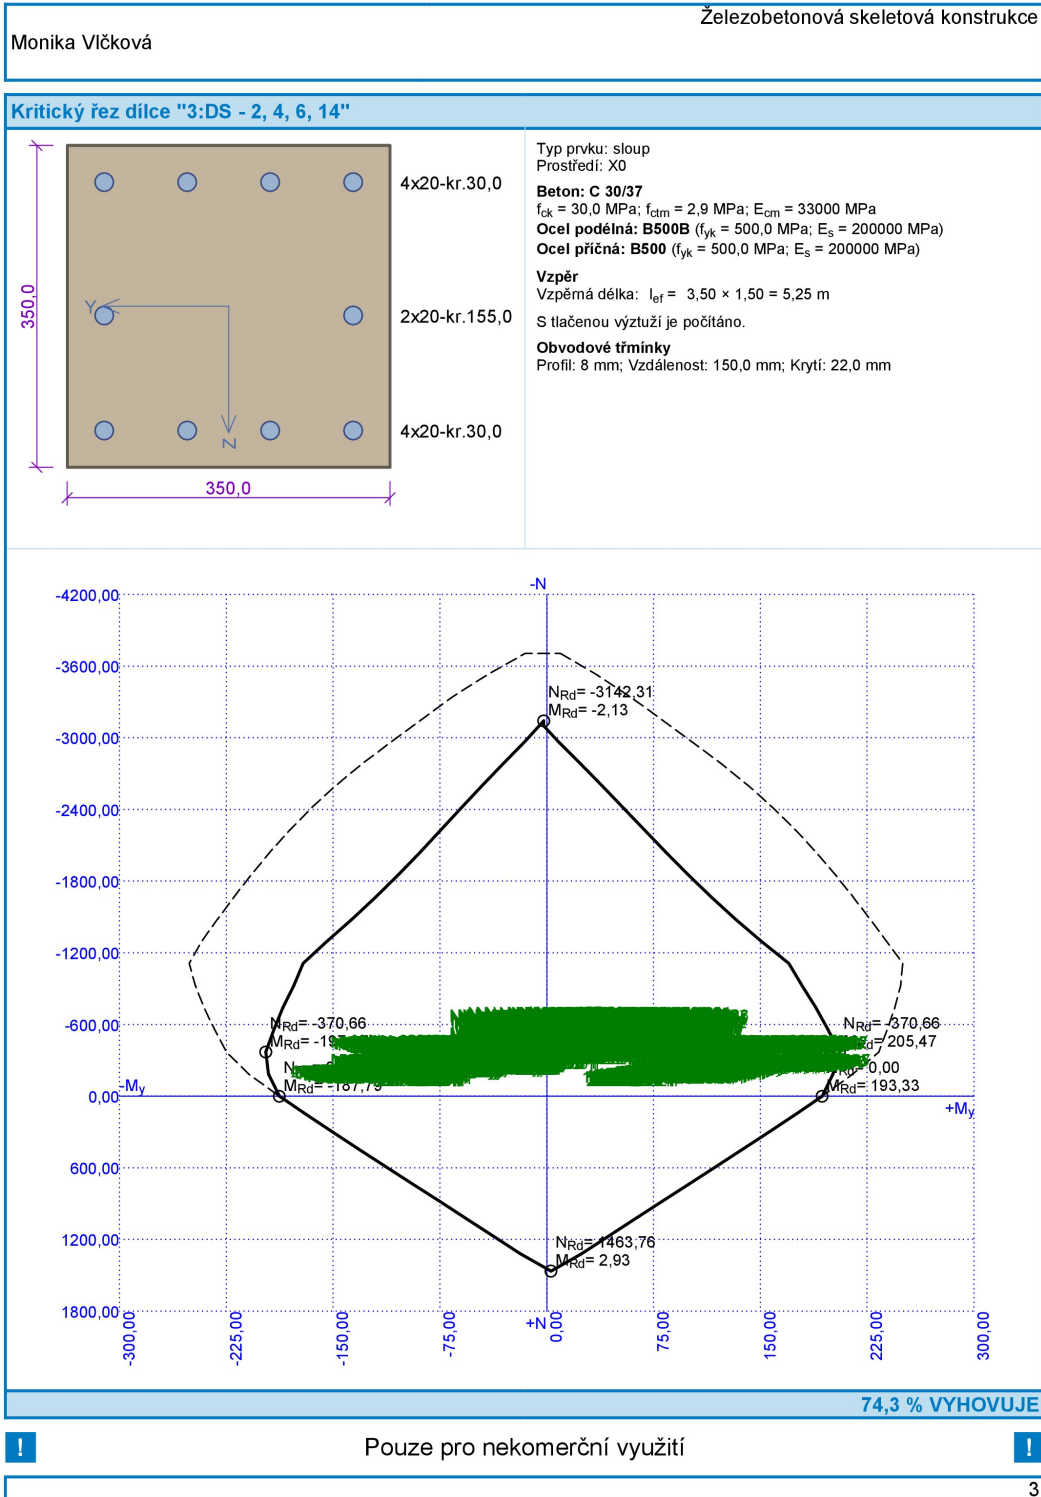 Železobetonová skeletová konstrukce
Monika Vlčková
Kritický řez dílce "3:DS - 2, 4, 6, 14"
4x20-kr.30,0
2x20-kr.155,0
4x20-kr.30,0
350,0
350,0
Y
Z
Typ prvku: sloup
Prostředí: X0
Beton: C 30/37
fck = 30,0 MPa; fctm = 2,9 MPa; Ecm = 33000 MPa
Ocel podélná: B500B (fyk = 500,0 MPa; Es = 200000 MPa)
Ocel příčná: B500 (fyk = 500,0 MPa; Es = 200000 MPa)
Vzpěr
Vzpěrná délka: lef = 3,50 × 1,50 = 5,25 m
S tlačenou výztuží je počítáno.
Obvodové třmínky
Profil: 8 mm; Vzdálenost: 150,0 mm; Krytí: 22,0 mm
-N
-4200,00
-3600,00
NRd= -3142,31
MRd= -2,13
-3000,00
-2400,00
-1800,00
-1200,00
-600,00
NRd= -370,66
MRd= -19
NRd= -370,66
205,47
0,00
MRd= -187,79
MRd= 193,33
-My
0,00
+My
600,00
1200,00
NRd= 1463,76
MRd= 2,93
1800,00
+N
-300,00
-225,00
-150,00
-75,00
0,00
75,00
150,00
225,00
300,00
74,3 % VYHOVUJE
! Pouze pro nekomerční využití !
3